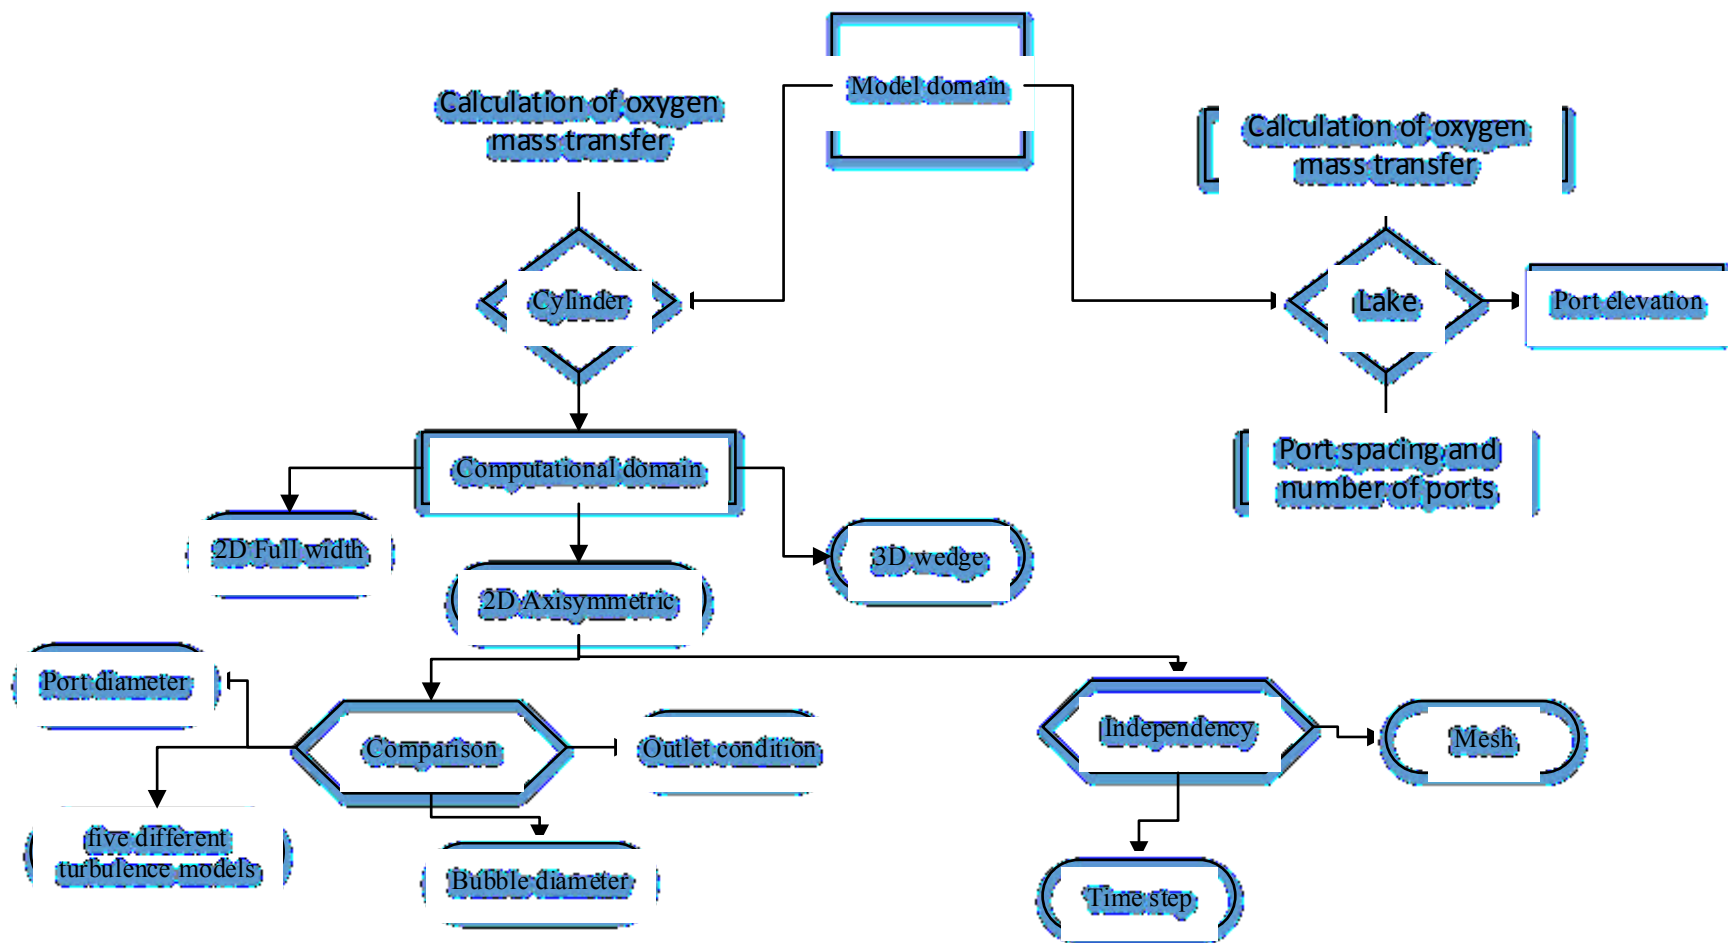 Model domain
Calculation of oxygen
mass transfer
Calculation of oxygen
mass transfer
Cylinder
Lake
Port elevation
Computational domain
Port spacing and
number of ports
2D Full width
3D wedge
2D Axisymmetric
Port diameter
Comparison
Outlet condition
Independency
Mesh
five different
turbulence models
Bubble diameter
Time step